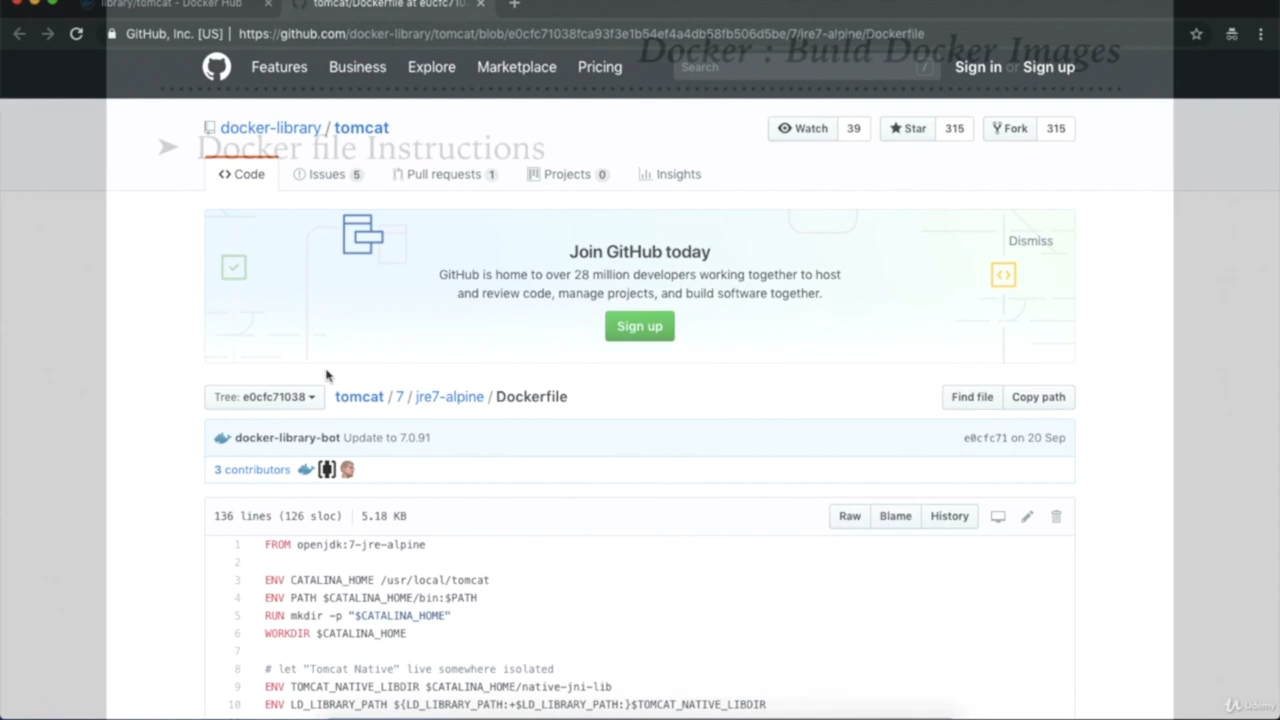 library/tomcat - Docker Hub
tomcat/Dockerfile at e0cfc710
GitHub, Inc. [US] | https://github.com/docker-library/tomcat/blob/e0cfc71038fca93f3e1b54ef4a4db58fb506d5be/7/jre7-alpine/Dockerfile
Docker : Build Docker Images
Features Business Explore Marketplace Pricing Search / Sign in or Sign up
docker-library / tomcat
Watch 39 Star 315 Fork 315
Docker file Instructions
Code Issues 5 Pull requests 1 Projects 0 Insights
Join GitHub today
Dismiss
GitHub is home to over 28 million developers working together to host
and review code, manage projects, and build software together.
Sign up
Tree: e0cfc71038 tomcat / 7 / jre7-alpine / Dockerfile Find file Copy path
docker-library-bot Update to 7.0.91 e0cfc71 on 20 Sep
3 contributors
136 lines (126 sloc) 5.18 KB Raw Blame History
1 FROM openjdk:7-jre-alpine
2
3 ENV CATALINA_HOME /usr/local/tomcat
4 ENV PATH $CATALINA_HOME/bin:$PATH
5 RUN mkdir -p "$CATALINA_HOME"
6 WORKDIR $CATALINA_HOME
7
8 # let "Tomcat Native" live somewhere isolated
9 ENV TOMCAT_NATIVE_LIBDIR $CATALINA_HOME/native-jni-lib
10 ENV LD_LIBRARY_PATH ${LD_LIBRARY_PATH:+$LD_LIBRARY_PATH:}$TOMCAT_NATIVE_LIBDIR
Udemy